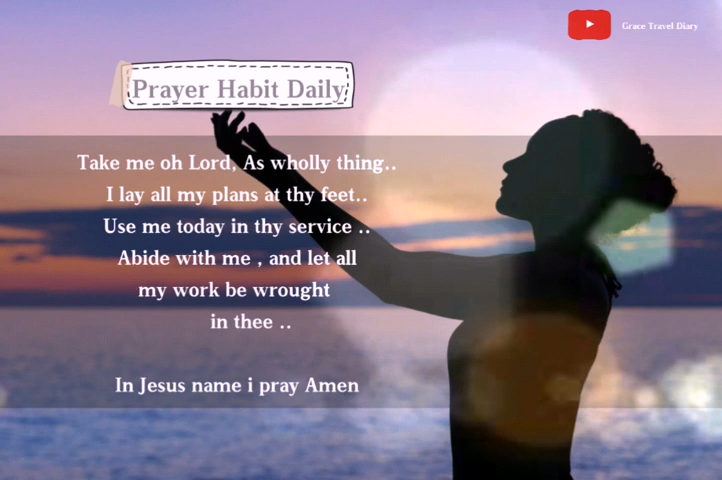 Grace Travel Diary
Prayer Habit Daily
Take me oh Lord, As wholly thing..
I lay all my plans at thy feet..
Use me today in thy service ..
Abide with me , and let all
my work be wrought
in thee ..
In Jesus name i pray Amen